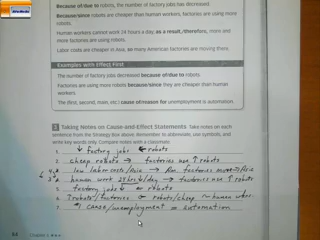 Because of/due to robots, the number of factory jobs has decreased
Because/since robots are cheaper than human workers, factories are using more
robots.
Human workers cannot work 24 hours a day; as a result,/therefore, more and
more factories are using robots.
Labor costs are cheaper in Asia, so many American factories are moving there.
Examples with Effect First
The number of factory jobs decreased because of/due to robots.
Factories are using more robots because/since they are cheaper than human
workers.
The (first, second, main, etc.) cause of/reason for unemployment is automation.
Taking Notes on Cause-and-Effect Statements Take notes on each
sentence from the Strategy Box above. Remember to abbreviate, use symbols, and
write key words only. Compare notes with a classmate.
1. ↓ factory jobs ← robots
2. cheap robots → factories use ↑ robots
low labor costs/Asia → Am factories move → Asia
human work 24 hrs/day → factories use ↑ robots
5. factory jobs ↓ ← robots
6. ↑ robots/factories ← robots/cheap human
7. cause/unemployment = automation
64